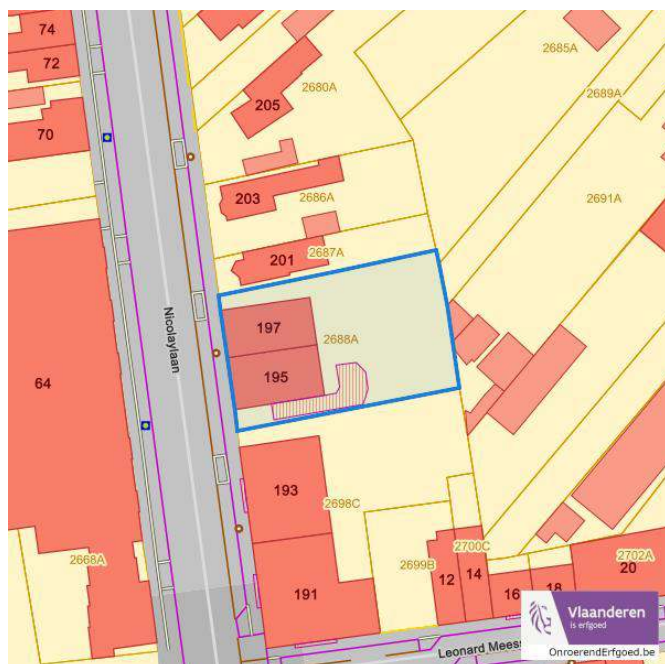 74
72
2685A
2680A
2689A
205
70
203
2686A
2691A
201
2687A
197
2688A
Nicolaylaan
64
195
193
2698C
2668A
2699B
2700C
2702A
191
12
14
16
18
20
Leonard Meess
Vlaanderen
is erfgoed
OnroerendErfgoed.be